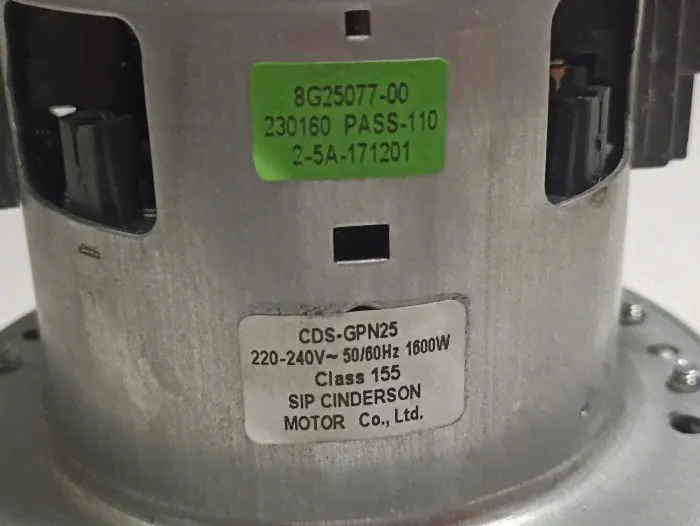 8G25077-00
230160 PASS-110
2-5A-171201
CDS-GPN25
220-240V~ 50/60Hz 1600W
Class 155
SIP CINDERSON
MOTOR Co., Ltd.